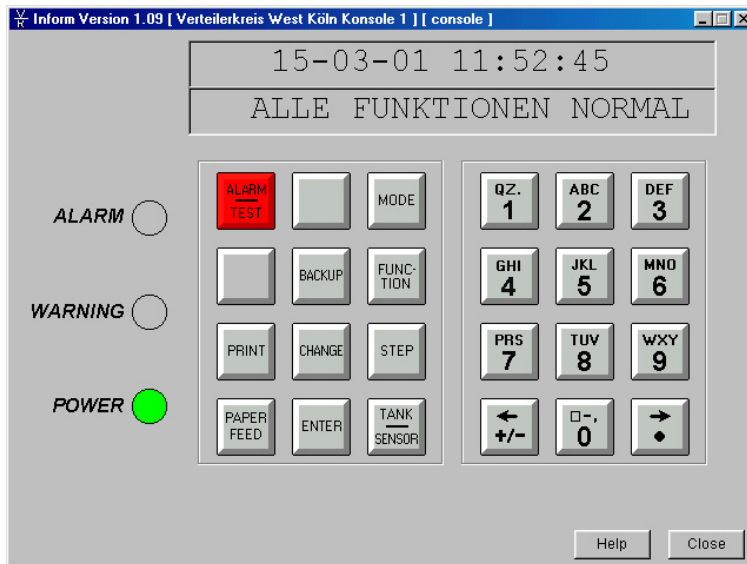 Inform Version 1.09 [ Verteilerkreis West Köln Konsole 1 ] [ console ]
15-03-01 11:52:45
ALLE FUNKTIONEN NORMAL
ALARM
WARNING
POWER
ALARM
TEST
MODE
BACKUP
FUNC-
TION
PRINT
CHANGE
STEP
PAPER
FEED
ENTER
TANK
SENSOR
QZ.
1
ABC
2
DEF
3
GHI
4
JKL
5
MNO
6
PRS
7
TUV
8
WXY
9
←
+/-
□-,
0
→
•
Help
Close